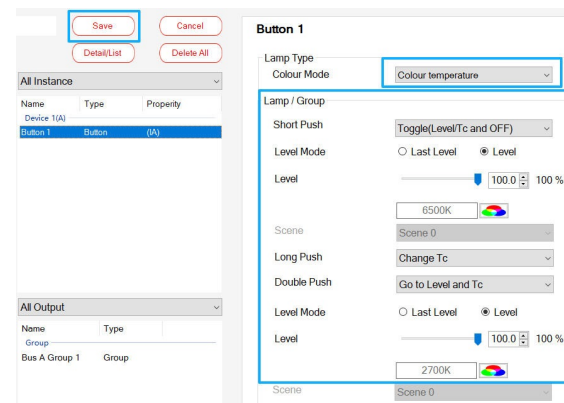 Save
Cancel
Detail/List
Delete All
All Instance
Name Type Properity
Device 1(A)
Button 1 Button (IA)
All Output
Name Type
Group
Bus A Group 1 Group
Button 1
Lamp Type
Colour Mode Colour temperature
Lamp / Group
Short Push Toggle(Level/Tc and OFF)
Level Mode Last Level Level
Level 100.0 100 %
6500K
Scene Scene 0
Long Push Change Tc
Double Push Go to Level and Tc
Level Mode Last Level Level
Level 100.0 100 %
2700K
Scene Scene 0